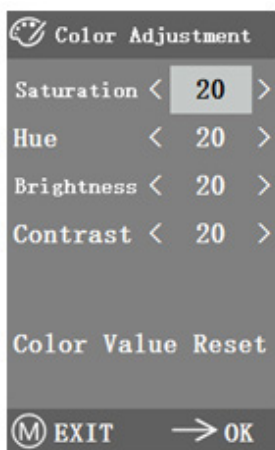 Color Adjustment
Saturation < 20 >
Hue < 20 >
Brightness < 20 >
Contrast < 20 >
Color Value Reset
M EXIT → OK